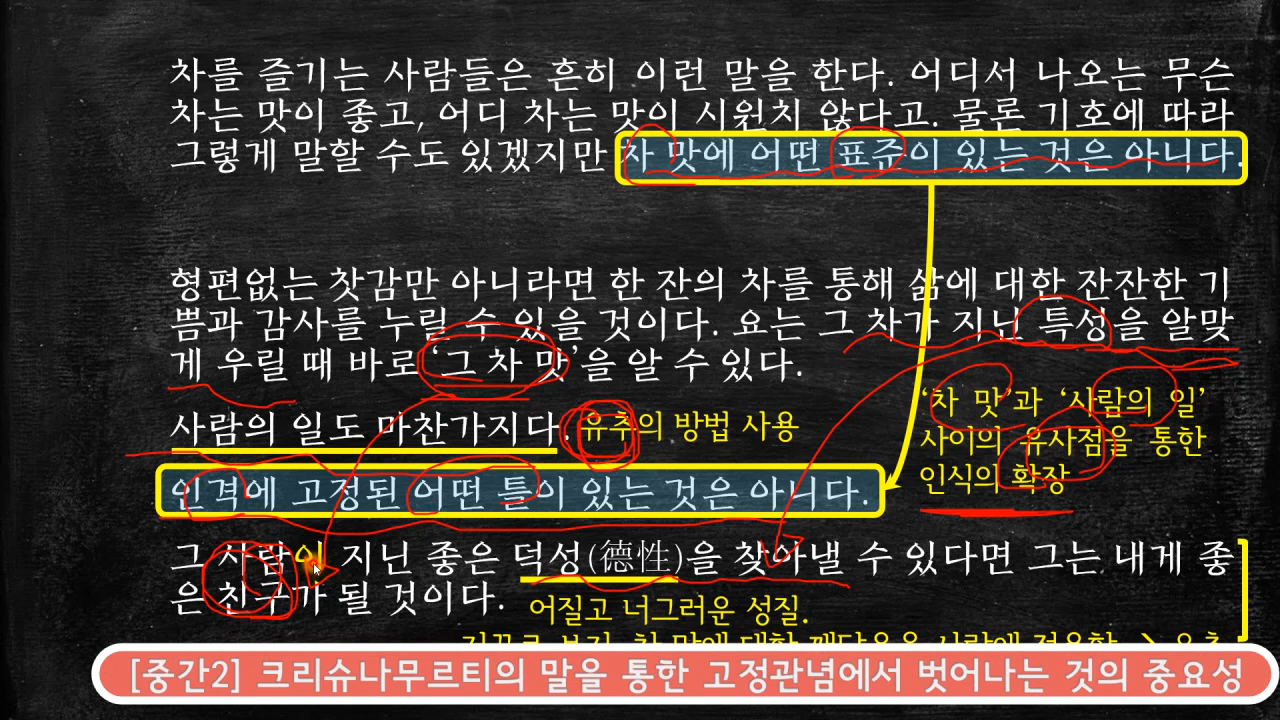 차를 즐기는 사람들은 흔히 이런 말을 한다. 어디서 나오는 무슨
차는 맛이 좋고, 어디 차는 맛이 시원치 않다고. 물론 기호에 따라
그렇게 말할 수도 있겠지만 차 맛에 어떤 표준이 있는 것은 아니다.
형편없는 찻감만 아니라면 한 잔의 차를 통해 삶에 대한 잔잔한 기
쁨과 감사를 누릴 수 있을 것이다. 요는 그 차가 지닌 특성을 알맞
게 우릴 때 바로 ‘그 차 맛’을 알 수 있다.
‘차 맛’과 ‘사람의 일’
사이의 유사점을 통한
인식의 확장
사람의 일도 마찬가지다. 유추의 방법 사용
인격에 고정된 어떤 틀이 있는 것은 아니다.
그 사람이 지닌 좋은 덕성(德性)을 찾아낼 수 있다면 그는 내게 좋
은 친구가 될 것이다.
어질고 너그러운 성질.
[중간2] 크리슈나무르티의 말을 통한 고정관념에서 벗어나는 것의 중요성